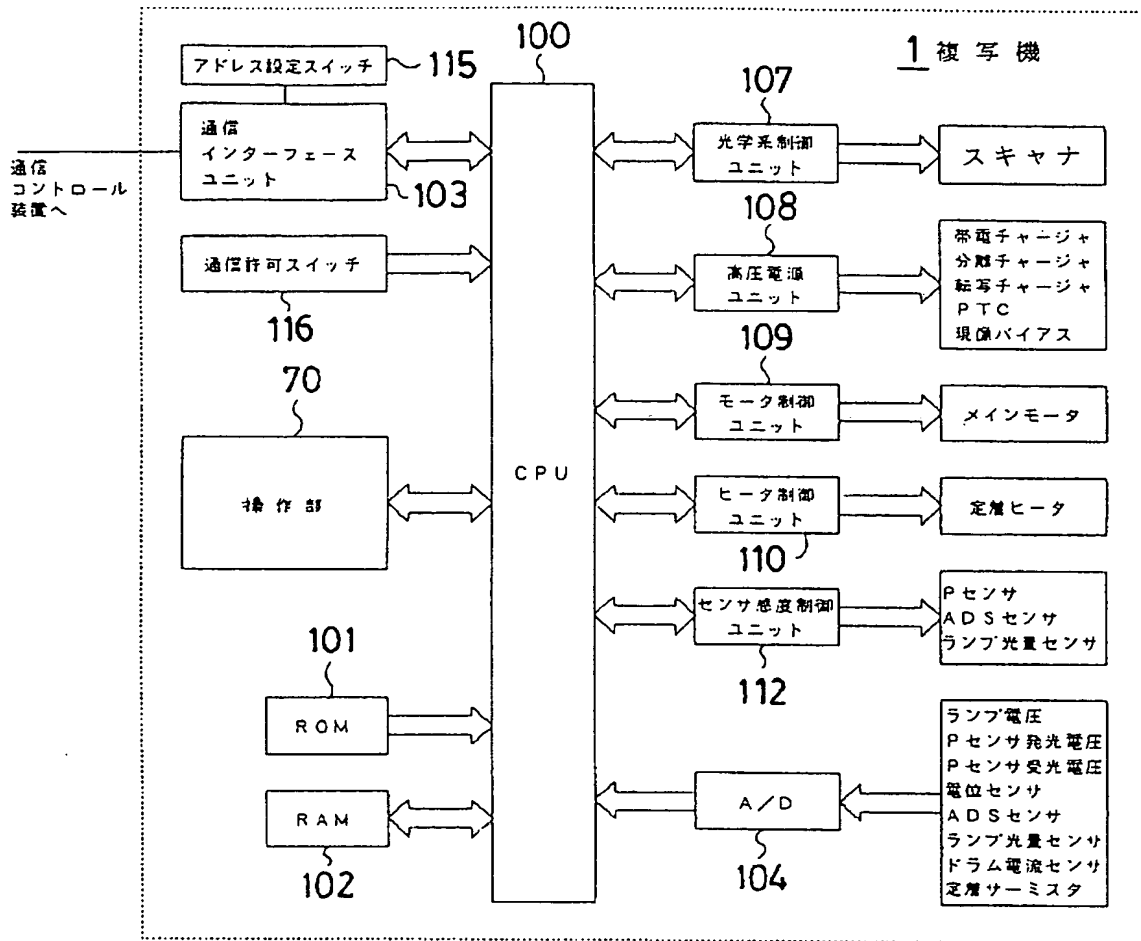 1 複写機
100
アドレス設定スイッチ
115
通信
インターフェース
ユニット
103
通信
コントロール
装置へ
通信許可スイッチ
116
70
操作部
101
ROM
RAM
102
CPU
107
光学系制御
ユニット
スキャナ
108
高圧電源
ユニット
帯電チャージャ
分離チャージャ
転写チャージャ
PTC
現像バイアス
109
モータ制御
ユニット
メインモータ
ヒータ制御
ユニット
110
定着ヒータ
センサ感度制御
ユニット
112
Pセンサ
ADSセンサ
ランプ光量センサ
A/D
104
ランプ電圧
Pセンサ発光電圧
Pセンサ受光電圧
電位センサ
ADSセンサ
ランプ光量センサ
ドラム電流センサ
定着サーミスタ